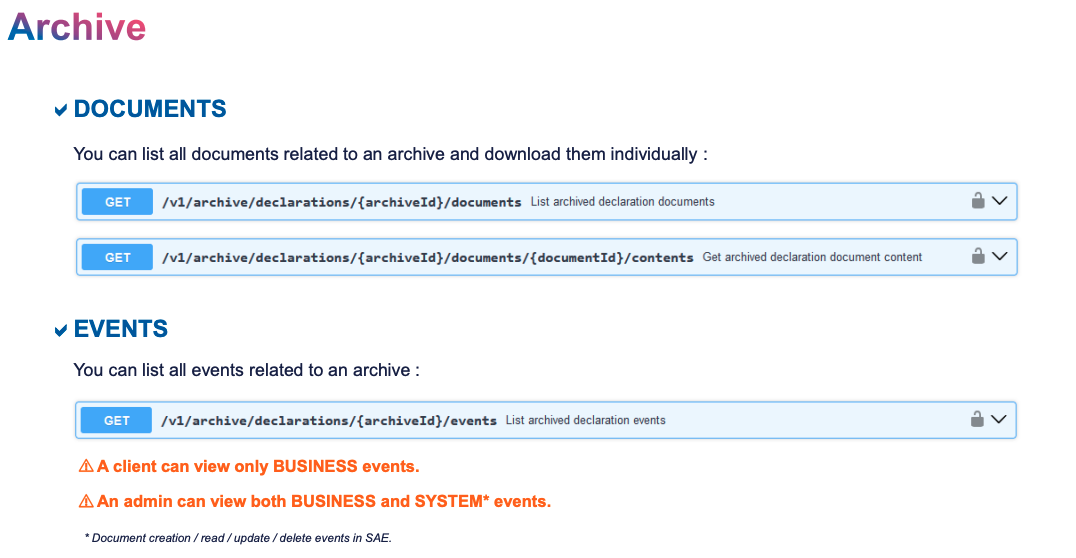 Archive
DOCUMENTS
You can list all documents related to an archive and download them individually :
GET /v1/archive/declarations/{archiveId}/documents List archived declaration documents
GET /v1/archive/declarations/{archiveId}/documents/{documentId}/contents Get archived declaration document content
EVENTS
You can list all events related to an archive :
GET /v1/archive/declarations/{archiveId}/events List archived declaration events
⚠ A client can view only BUSINESS events.
⚠ An admin can view both BUSINESS and SYSTEM* events.
* Document creation / read / update / delete events in SAE.